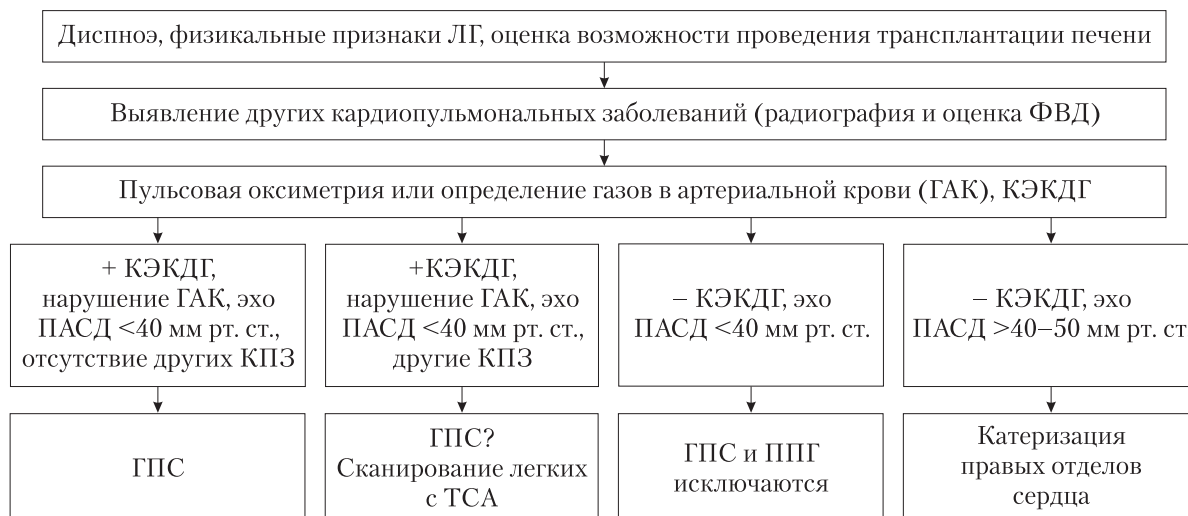 Диспноэ, физикальные признаки ЛГ, оценка возможности проведения трансплантации печени
Выявление других кардиопульмональных заболеваний (радиография и оценка ФВД)
Пульсовая оксиметрия или определение газов в артериальной крови (ГАК), КЭКДГ
+ КЭКДГ,
нарушение ГАК, эхо
ПАСД <40 мм рт. ст.,
отсутствие других КПЗ
+КЭКДГ,
нарушение ГАК, эхо
ПАСД <40 мм рт. ст.,
другие КПЗ
– КЭКДГ, эхо
ПАСД <40 мм рт. ст.
– КЭКДГ, эхо
ПАСД >40–50 мм рт. ст
ГПС
ГПС?
Сканирование легких
с ТСА
ГПС и ППГ
исключаются
Катеризация
правых отделов
сердца